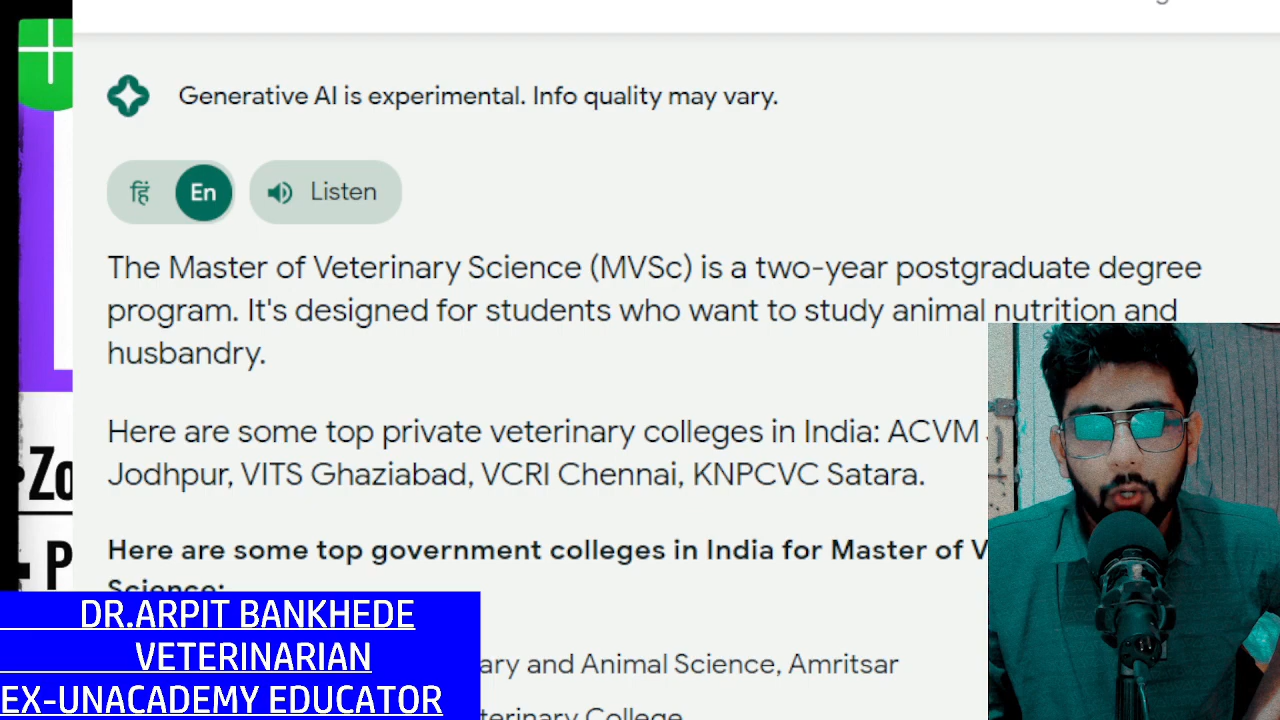 Generative AI is experimental. Info quality may vary.
हिं En Listen
The Master of Veterinary Science (MVSc) is a two-year postgraduate degree
program. It's designed for students who want to study animal nutrition and
husbandry.
Here are some top private veterinary colleges in India: ACVM
Jodhpur, VITS Ghaziabad, VCRI Chennai, KNPCVC Satara.
Here are some top government colleges in India for Master of V
Science:
Zo
P
DR.ARPIT BANKHEDE
VETERINARIAN
EX-UNACADEMY EDUCATOR
ary and Animal Science, Amritsar
terinary College